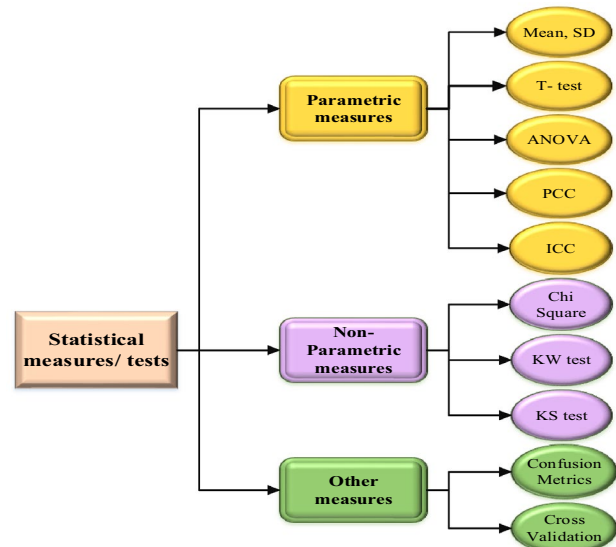 Mean, SD
Parametric
measures
T- test
ANOVA
PCC
ICC
Statistical
measures/ tests
Non-
Parametric
measures
Chi
Square
KW test
KS test
Other
measures
Confusion
Metrics
Cross
Validation